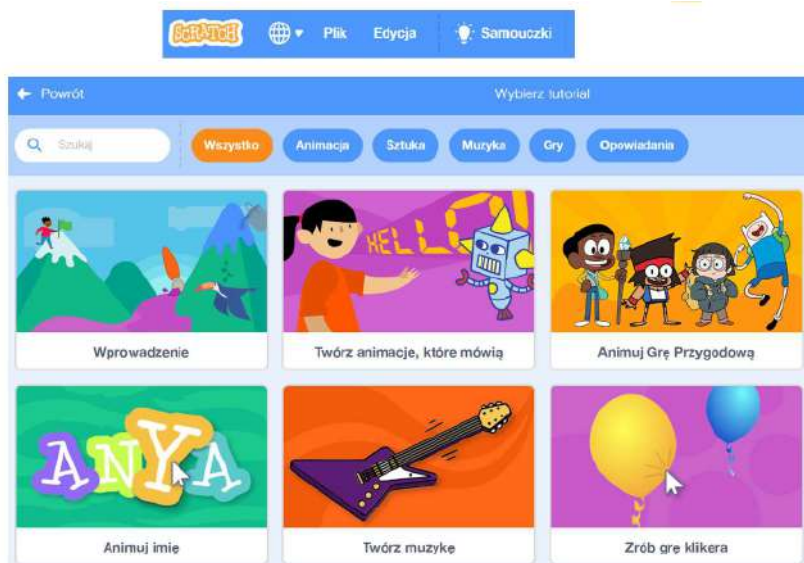 SCRATCH Plik Edycja Samouczki
Powrót Wybierz tutorial
Szukaj Wszystko Animacja Sztuka Muzyka Gry Opowiadania
HELLO
Wprowadzenie Twórz animacje, które mówią Animuj Grę Przygodową
ANYA
Animuj imię Twórz muzykę Zrób grę klikera